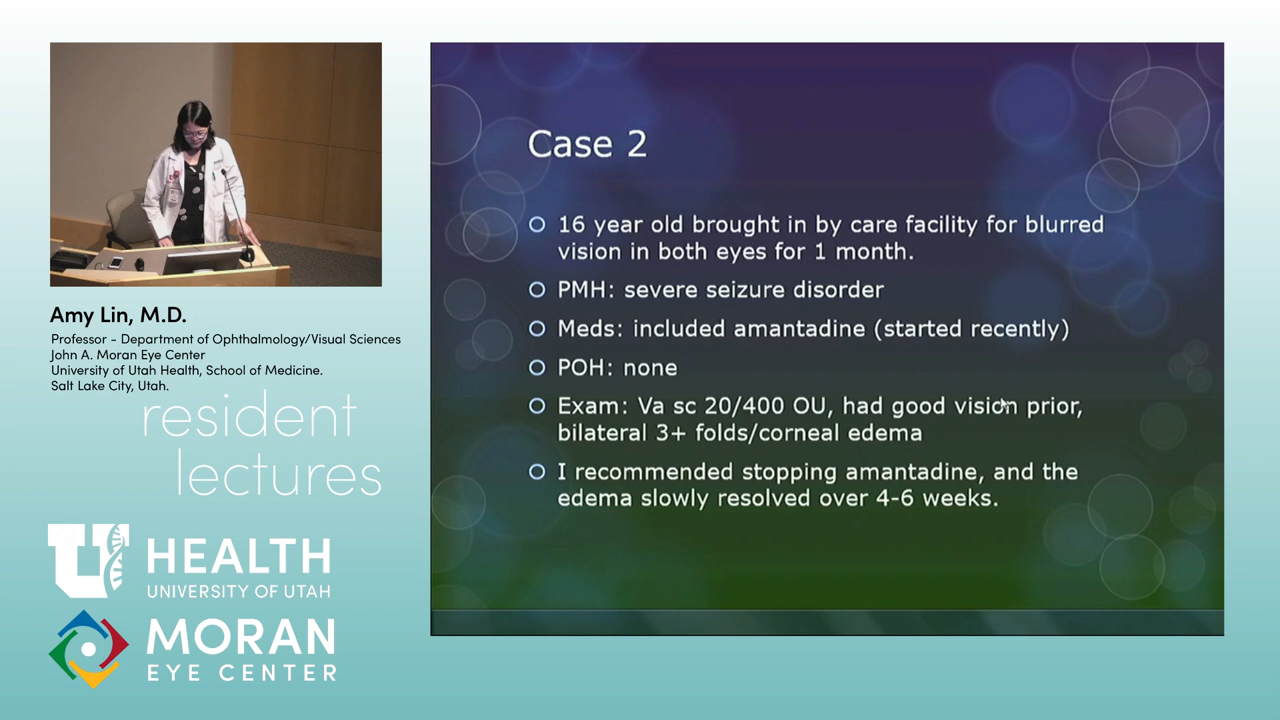 Amy Lin, M.D.
Professor - Department of Ophthalmology/Visual Sciences
John A. Moran Eye Center
University of Utah Health, School of Medicine.
Salt Lake City, Utah.
resident
lectures
U HEALTH
UNIVERSITY OF UTAH
MORAN
EYE CENTER
Case 2
16 year old brought in by care facility for blurred
vision in both eyes for 1 month.
PMH: severe seizure disorder
Meds: included amantadine (started recently)
POH: none
Exam: Va sc 20/400 OU, had good vision prior,
bilateral 3+ folds/corneal edema
I recommended stopping amantadine, and the
edema slowly resolved over 4-6 weeks.